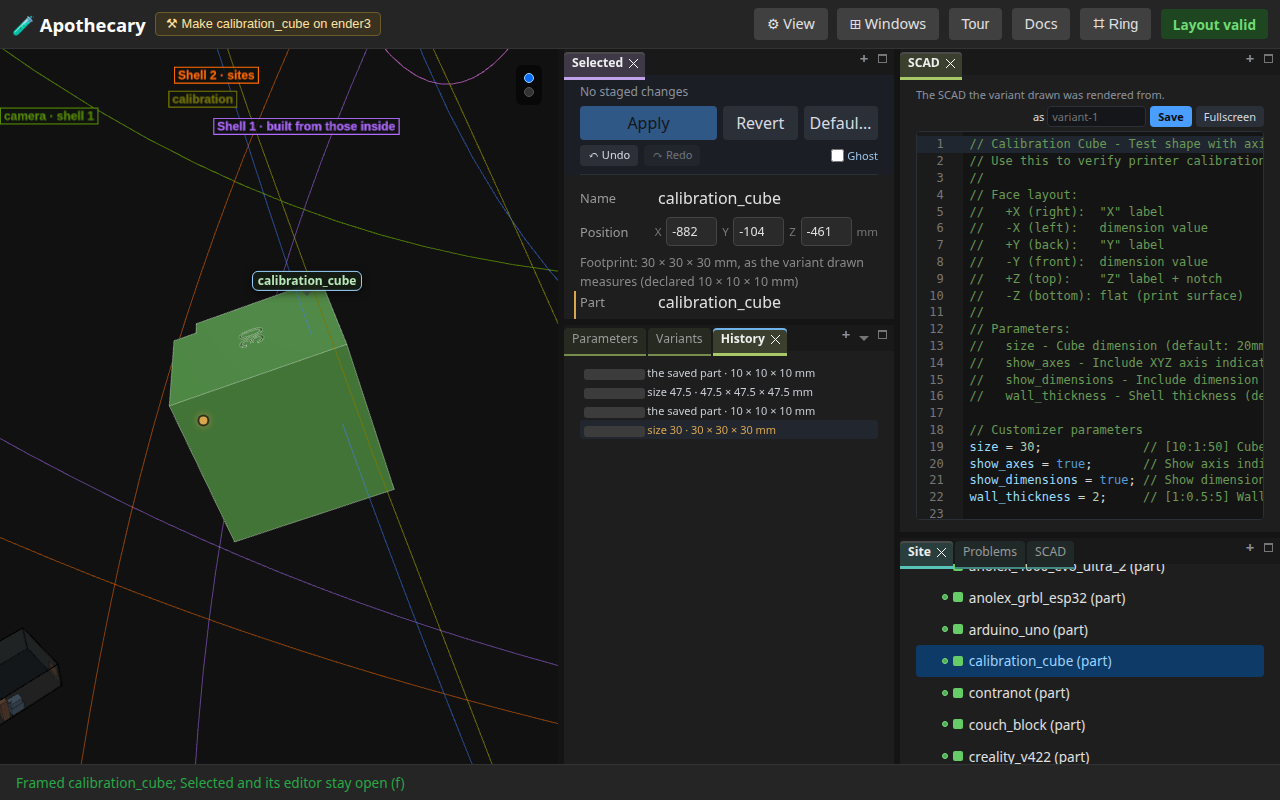 Apothecary
⚒ Make calibration_cube on ender3
⚙ View
⊞ Windows
Tour
Docs
⌗ Ring
Layout valid
Shell 2 · sites
calibration
camera · shell 1
Shell 1 · built from those inside
calibration_cube
Selected
No staged changes
Apply
Revert
Defaul...
↶ Undo
↷ Redo
Ghost
Name calibration_cube
Position X -882 Y -104 Z -461 mm
Footprint: 30 × 30 × 30 mm, as the variant drawn
measures (declared 10 × 10 × 10 mm)
Part calibration_cube
Parameters
Variants
History
the saved part · 10 × 10 × 10 mm
size 47.5 · 47.5 × 47.5 × 47.5 mm
the saved part · 10 × 10 × 10 mm
size 30 · 30 × 30 × 30 mm
SCAD
The SCAD the variant drawn was rendered from.
as variant-1 Save Fullscreen
1 // Calibration Cube - Test shape with axi
2 // Use this to verify printer calibration
3 //
4 // Face layout:
5 //   +X (right):  "X" label
6 //   -X (left):   dimension value
7 //   +Y (back):   "Y" label
8 //   -Y (front):  dimension value
9 //   +Z (top):    "Z" label + notch
10 //   -Z (bottom): flat (print surface)
11 //
12 // Parameters:
13 //   size - Cube dimension (default: 20mm
14 //   show_axes - Include XYZ axis indicat
15 //   show_dimensions - Include dimension
16 //   wall_thickness - Shell thickness (de
17
18 // Customizer parameters
19 size = 30;              // [10:1:50] Cube
20 show_axes = true;       // Show axis indi
21 show_dimensions = true; // Show dimension
22 wall_thickness = 2;     // [1:0.5:5] Wall
23
Site
Problems
SCAD
anolex_4060_evo_ultra_2 (part)
anolex_grbl_esp32 (part)
arduino_uno (part)
calibration_cube (part)
contranot (part)
couch_block (part)
creality_v422 (part)
Framed calibration_cube; Selected and its editor stay open (f)